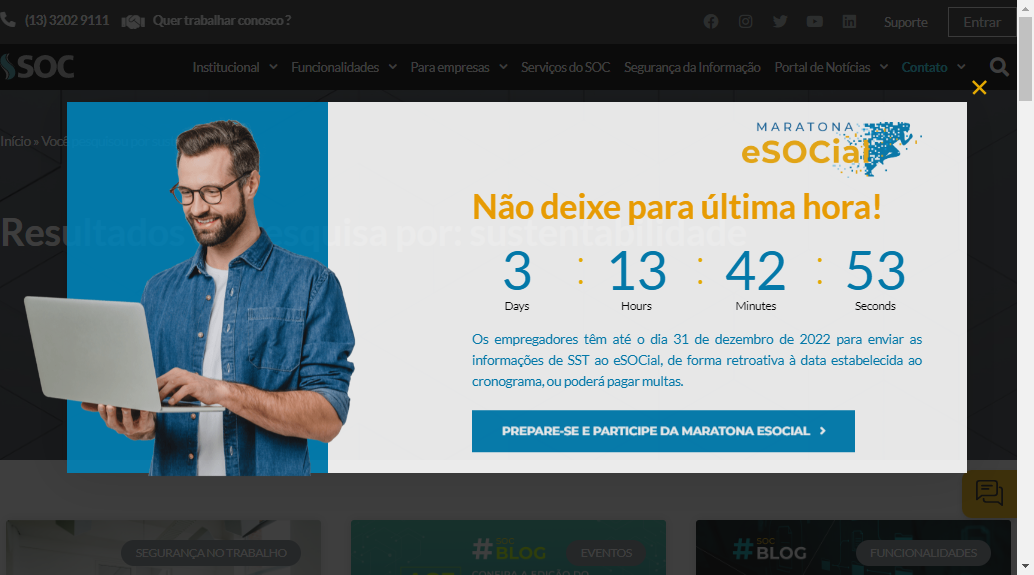 (13) 3202 9111 Quer trabalhar conosco ? Suporte Entrar
SOC Institucional Funcionalidades Para empresas Serviços do SOC Segurança da Informação Portal de Notícias Contato
Início » Você
MARATONA
eSOCial
Não deixe para última hora!
Resultados pesquisa por: sustentabilidade
3 : 13 : 42 : 53
Days Hours Minutes Seconds
Os empregadores têm até o dia 31 de dezembro de 2022 para enviar as
informações de SST ao eSOCial, de forma retroativa à data estabelecida ao
cronograma, ou poderá pagar multas.
PREPARE-SE E PARTICIPE DA MARATONA ESOCIAL
SEGURANÇA NO TRABALHO
#SOC BLOG
EVENTOS
CONFIRA A EDIÇÃO DO
#SOC BLOG
FUNCIONALIDADES